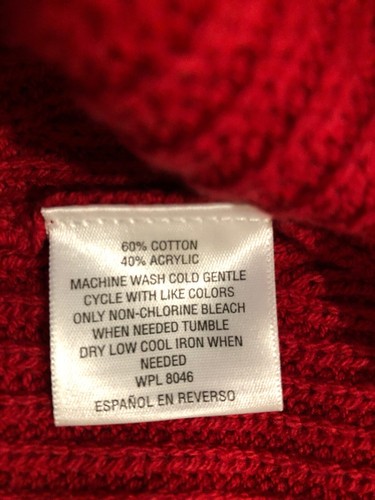 60% COTTON
40% ACRYLIC
MACHINE WASH COLD GENTLE
CYCLE WITH LIKE COLORS
ONLY NON-CHLORINE BLEACH
WHEN NEEDED TUMBLE
DRY LOW COOL IRON WHEN
NEEDED
WPL 8046
ESPAÑOL EN REVERSO